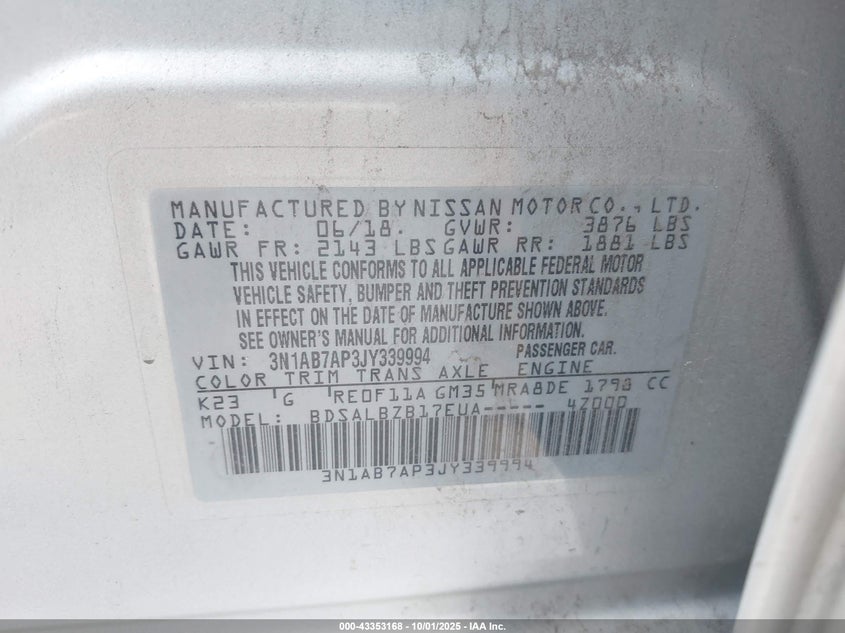 MANUFACTURED BY NISSAN MOTOR CO., LTD.
DATE: 06/18. GVWR: 3876 LBS
GAWR FR: 2143 LBS GAWR RR: 1881 LBS
THIS VEHICLE CONFORMS TO ALL APPLICABLE FEDERAL MOTOR
VEHICLE SAFETY, BUMPER AND THEFT PREVENTION STANDARDS
IN EFFECT ON THE DATE OF MANUFACTURE SHOWN ABOVE.
SEE OWNER'S MANUAL FOR ADDITIONAL INFORMATION.
VIN: 3N1AB7AP3JY339994 PASSENGER CAR.
COLOR TRIM TRANS AXLE ENGINE
K23 G RE0F11A GM35 MRA8DE 1798 CC
MODEL: BDSALBZB17EUA----- 4Z000
3N1AB7AP3JY339994
000-43353168 - 10/01/2025 - IAA Inc.